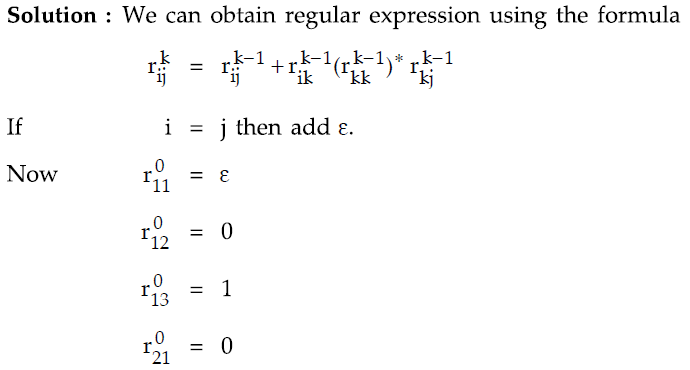 Solution : We can obtain regular expression using the formula
r_{ij}^{k} = r_{ij}^{k–1} + r_{ik}^{k–1} (r_{kk}^{k–1})* r_{kj}^{k–1}
If i = j then add ε.
Now r_{11}^{0} = ε
r_{12}^{0} = 0
r_{13}^{0} = 1
r_{21}^{0} = 0